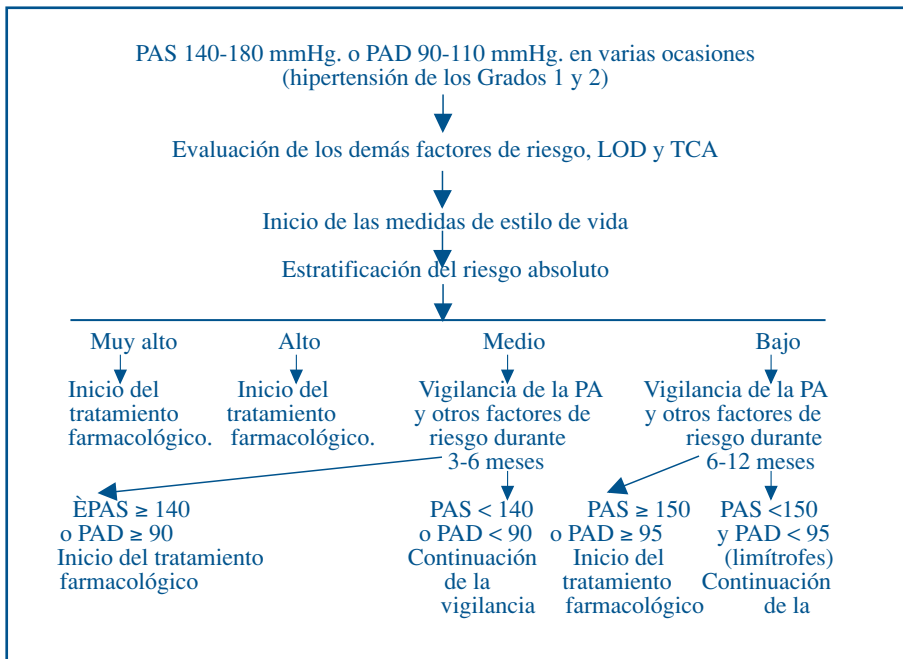 PAS 140-180 mmHg. o PAD 90-110 mmHg. en varias ocasiones
(hipertensión de los Grados 1 y 2)
Evaluación de los demás factores de riesgo, LOD y TCA
Inicio de las medidas de estilo de vida
Estratificación del riesgo absoluto
Muy alto
Inicio del
tratamiento
farmacológico.
Alto
Inicio del
tratamiento
farmacológico.
Medio
Vigilancia de la PA
y otros factores de
riesgo durante
3-6 meses
Bajo
Vigilancia de la PA
y otros factores de
riesgo durante
6-12 meses
ÈPAS ≥ 140
o PAD ≥ 90
Inicio del tratamiento
farmacológico
PAS < 140
o PAD < 90
Continuación
de la
vigilancia
PAS ≥ 150
o PAD ≥ 95
Inicio del
tratamiento
farmacológico
PAS <150
y PAD < 95
(limítrofes)
Continuación
de la